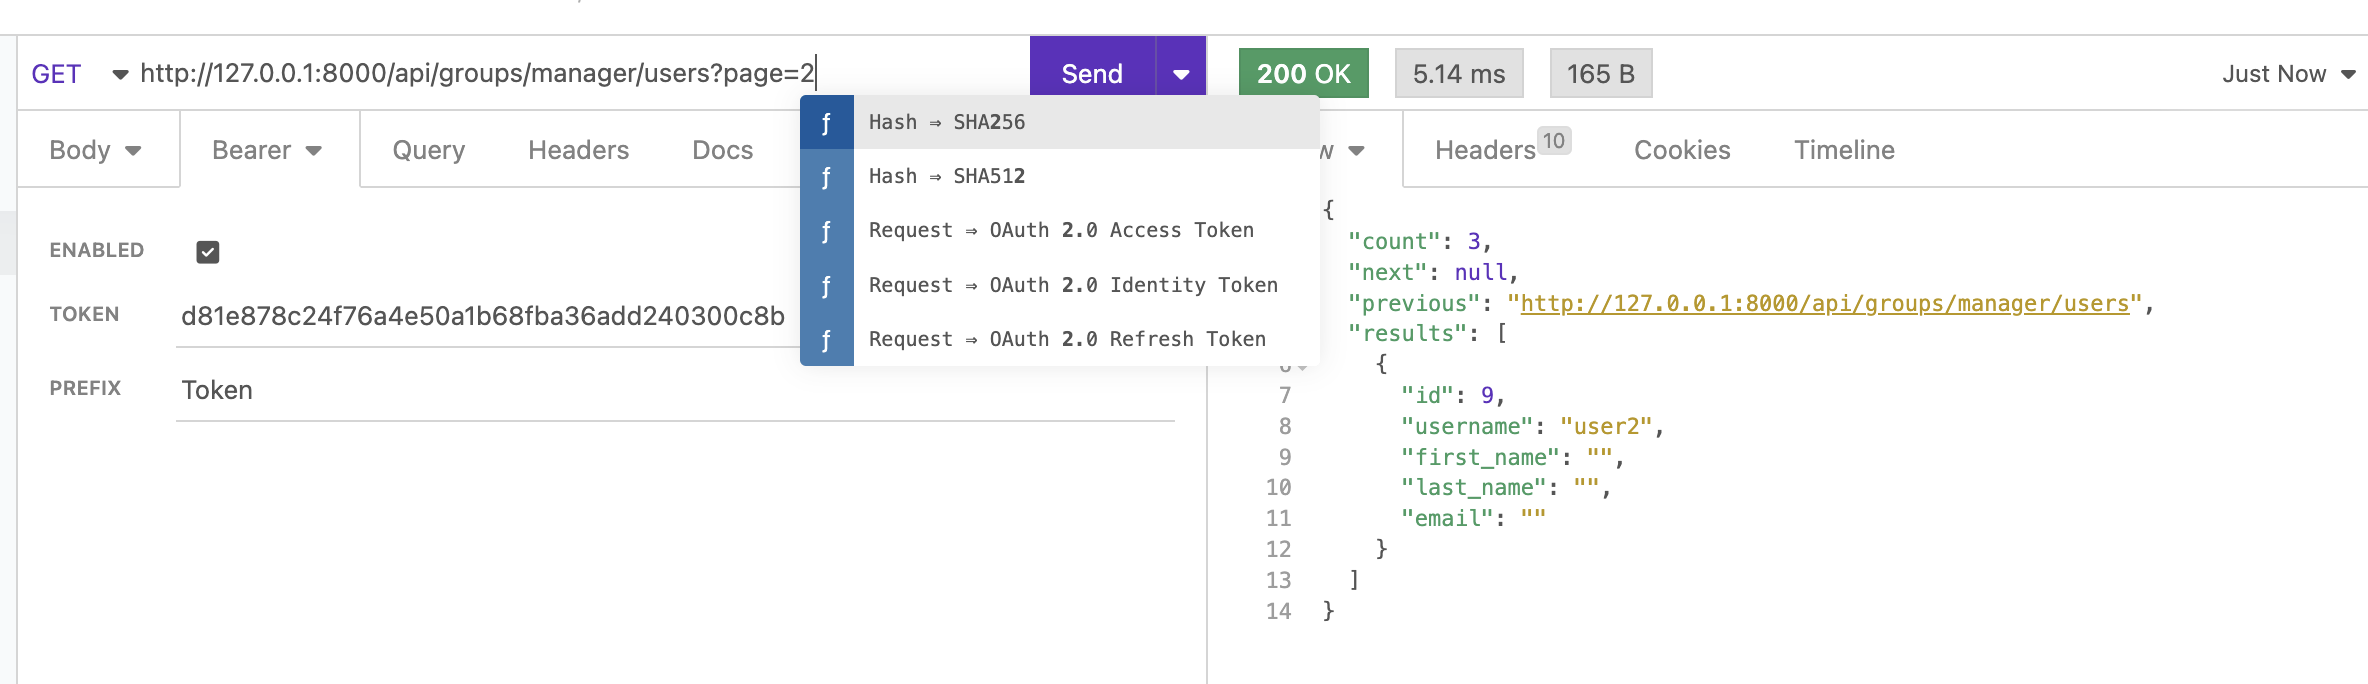 GET http://127.0.0.1:8000/api/groups/manager/users?page=2 Send 200 OK 5.14 ms 165 B Just Now
Body Bearer Query Headers Docs
ƒ Hash ⇒ SHA256
ƒ Hash ⇒ SHA512
ƒ Request ⇒ OAuth 2.0 Access Token
ƒ Request ⇒ OAuth 2.0 Identity Token
ƒ Request ⇒ OAuth 2.0 Refresh Token
ENABLED
TOKEN d81e878c24f76a4e50a1b68fba36add240300c8b
PREFIX Token
Headers 10 Cookies Timeline
{
"count": 3,
"next": null,
"previous": "http://127.0.0.1:8000/api/groups/manager/users",
"results": [
{
7 "id": 9,
8 "username": "user2",
9 "first_name": "",
10 "last_name": "",
11 "email": ""
12 }
13 ]
14 }